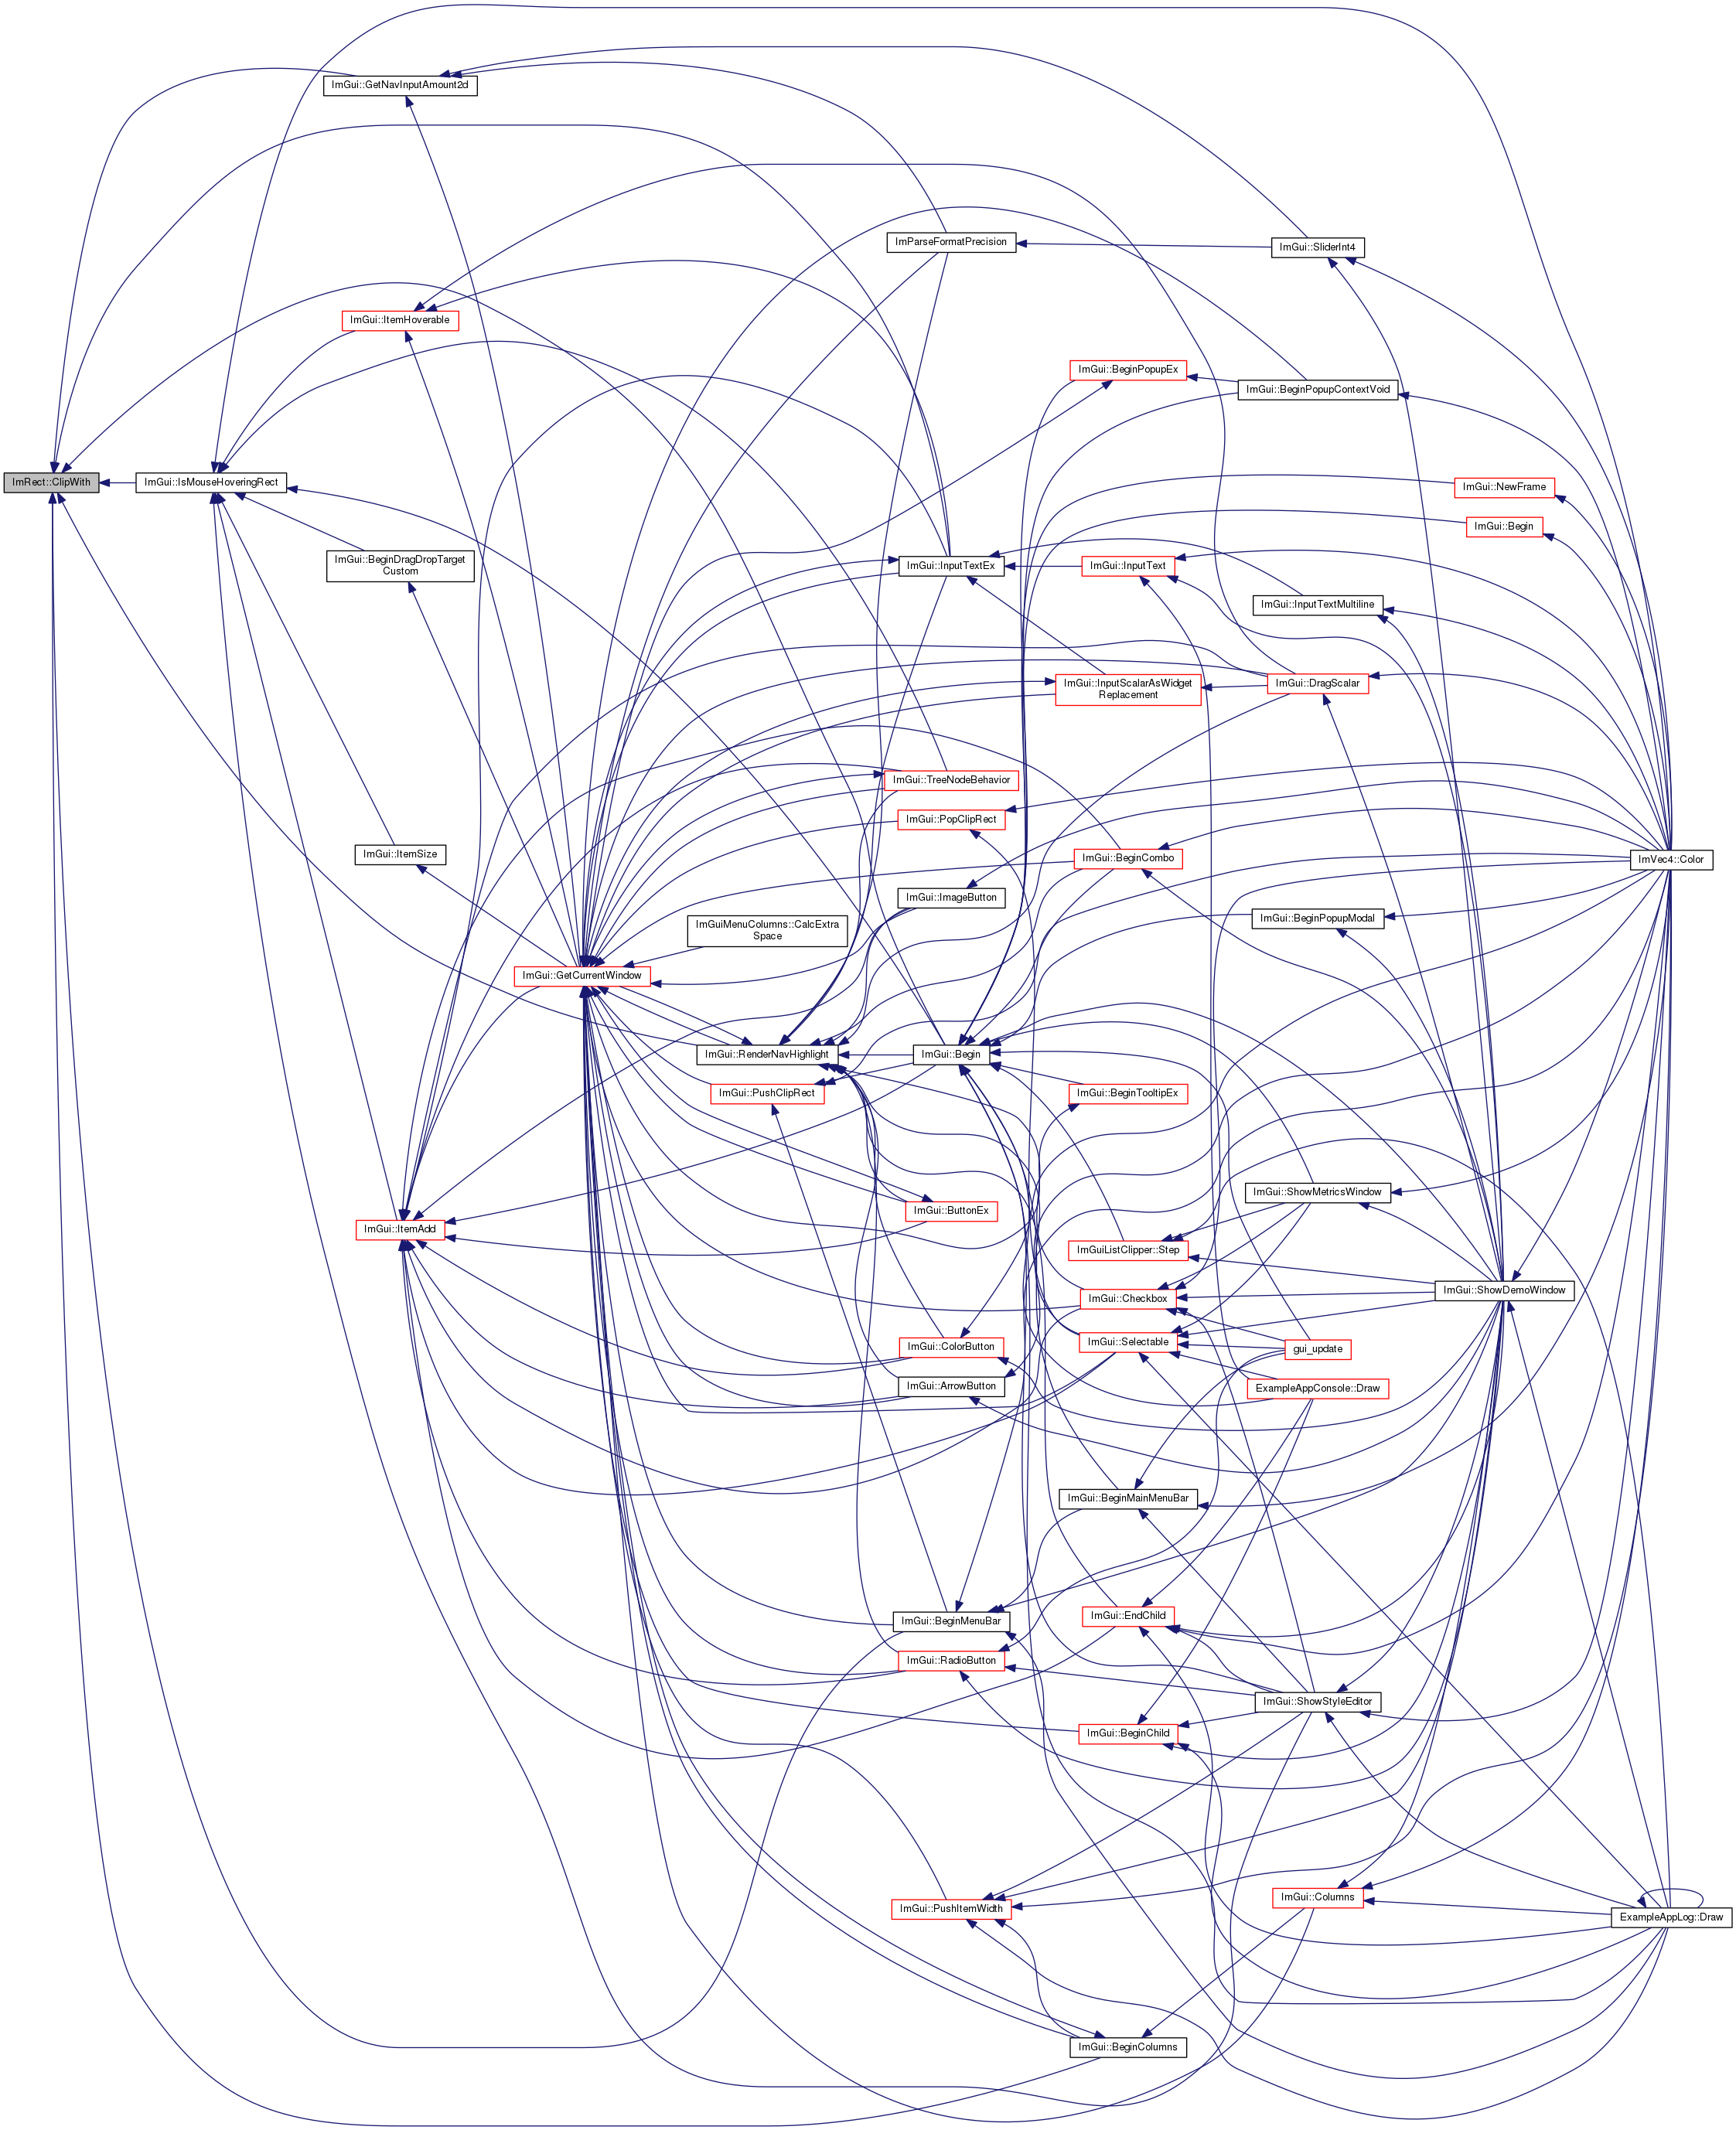 ImGui::GetNavInputAmount2d
ImParseFormatPrecision
ImGui::SliderInt4
ImGui::ItemHoverable
ImGui::BeginPopupEx
ImGui::BeginPopupContextVoid
ImRect::ClipWith
ImGui::IsMouseHoveringRect
ImGui::NewFrame
ImGui::Begin
ImGui::BeginDragDropTarget
Custom
ImGui::InputTextEx
ImGui::InputText
ImGui::InputTextMultiline
ImGui::InputScalarAsWidget
Replacement
ImGui::DragScalar
ImGui::TreeNodeBehavior
ImGui::PopClipRect
ImGui::ItemSize
ImGui::BeginCombo
ImVec4::Color
ImGui::ImageButton
ImGuiMenuColumns::CalcExtra
Space
ImGui::BeginPopupModal
ImGui::GetCurrentWindow
ImGui::RenderNavHighlight
ImGui::Begin
ImGui::PushClipRect
ImGui::BeginTooltipEx
ImGui::ShowMetricsWindow
ImGui::ButtonEx
ImGui::ItemAdd
ImGuiListClipper::Step
ImGui::ShowDemoWindow
ImGui::Checkbox
ImGui::Selectable
ImGui::ColorButton
gui_update
ImGui::ArrowButton
ExampleAppConsole::Draw
ImGui::BeginMainMenuBar
ImGui::BeginMenuBar
ImGui::EndChild
ImGui::RadioButton
ImGui::ShowStyleEditor
ImGui::BeginChild
ImGui::PushItemWidth
ImGui::Columns
ExampleAppLog::Draw
ImGui::BeginColumns